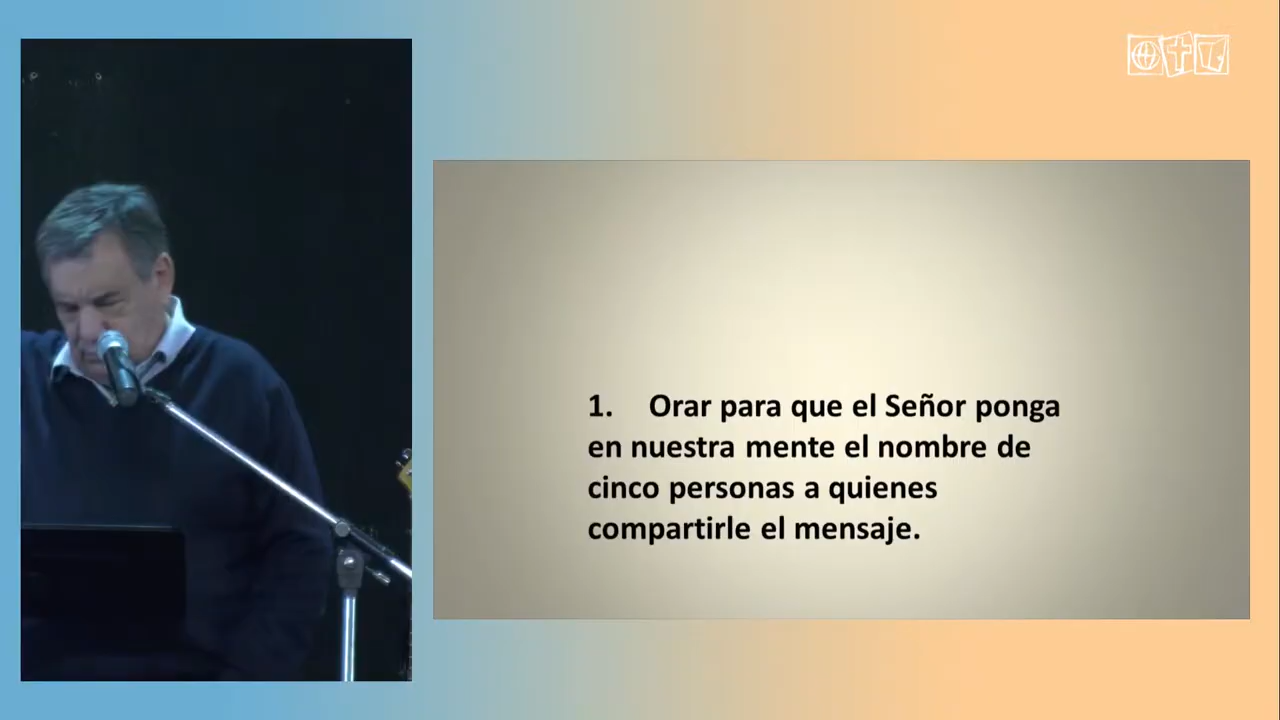 1. Orar para que el Señor ponga
en nuestra mente el nombre de
cinco personas a quienes
compartirle el mensaje.